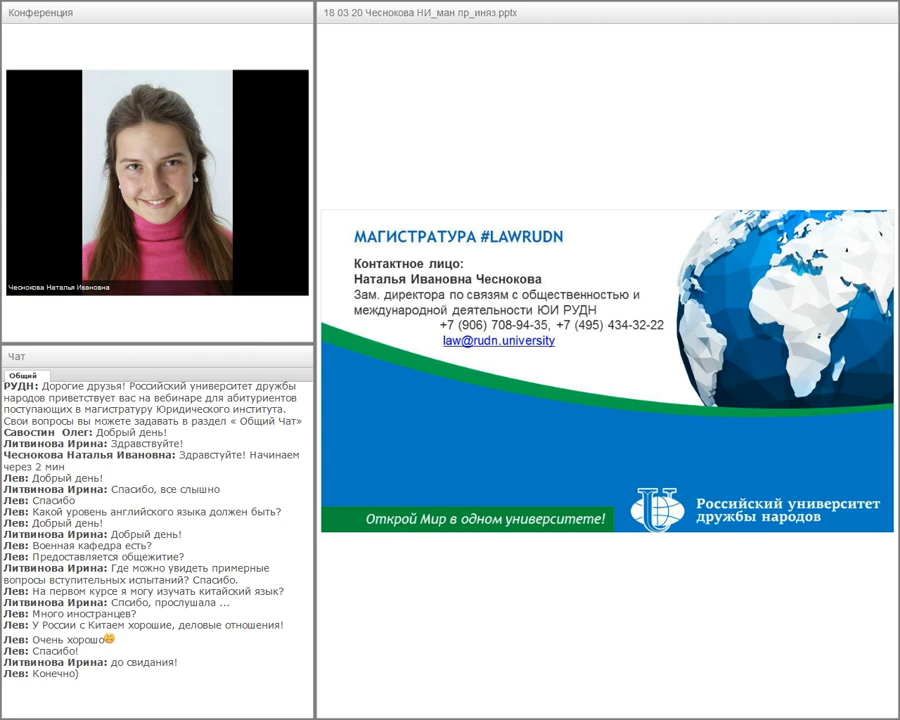 Конференция
Чеснокова Наталья Ивановна
Чат
Общий
РУДН: Дорогие друзья! Российский университет дружбы
народов приветствует вас на вебинаре для абитуриентов
поступающих в магистратуру Юридического института.
Свои вопросы вы можете задавать в раздел « Общий Чат»
Савостин  Олег: Добрый день!
Литвинова Ирина: Здравствуйте!
Чеснокова Наталья Ивановна: Здравстуйте! Начинаем
через 2 мин
Лев: Добрый день!
Литвинова Ирина: Спасибо, все слышно
Лев: Спасибо
Лев: Какой уровень английского языка должен быть?
Лев: Добрый день!
Литвинова Ирина: Добрый день!
Лев: Военная кафедра есть?
Лев: Предоставляется общежитие?
Литвинова Ирина: Где можно увидеть примерные
вопросы вступительных испытаний? Спасибо.
Лев: На первом курсе я могу изучать китайский язык?
Литвинова Ирина: Спсибо, прослушала ...
Лев: Много иностранцев?
Лев: У России с Китаем хорошие, деловые отношения!
Лев: Очень хорошо
Лев: Спасибо!
Литвинова Ирина: до свидания!
Лев: Конечно)
18 03 20 Чеснокова НИ_ман пр_иняз.pptx
МАГИСТРАТУРА #LAWRUDN
Контактное лицо:
Наталья Ивановна Чеснокова
Зам. директора по связям с общественностью и
международной деятельности ЮИ РУДН
+7 (906) 708-94-35, +7 (495) 434-32-22
law@rudn.university
Открой Мир в одном университете!
Российский университет
дружбы народов